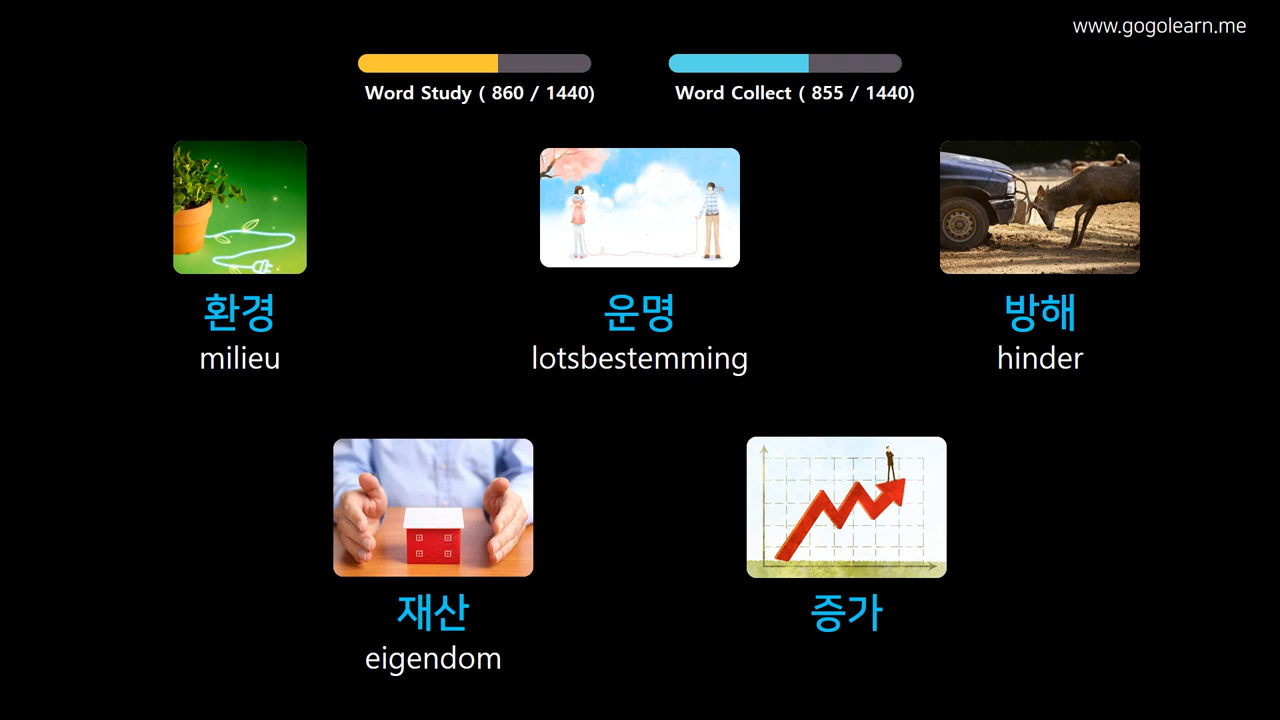 www.gogolearn.me
Word Study ( 860 / 1440)
Word Collect ( 855 / 1440)
환경
milieu
운명
lotsbestemming
방해
hinder
재산
eigendom
증가